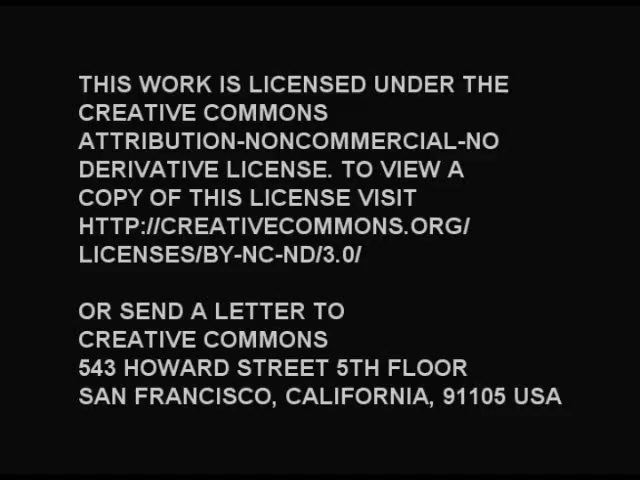 THIS WORK IS LICENSED UNDER THE
CREATIVE COMMONS
ATTRIBUTION-NONCOMMERCIAL-NO
DERIVATIVE LICENSE. TO VIEW A
COPY OF THIS LICENSE VISIT
HTTP://CREATIVECOMMONS.ORG/
LICENSES/BY-NC-ND/3.0/
OR SEND A LETTER TO
CREATIVE COMMONS
543 HOWARD STREET 5TH FLOOR
SAN FRANCISCO, CALIFORNIA, 91105 USA